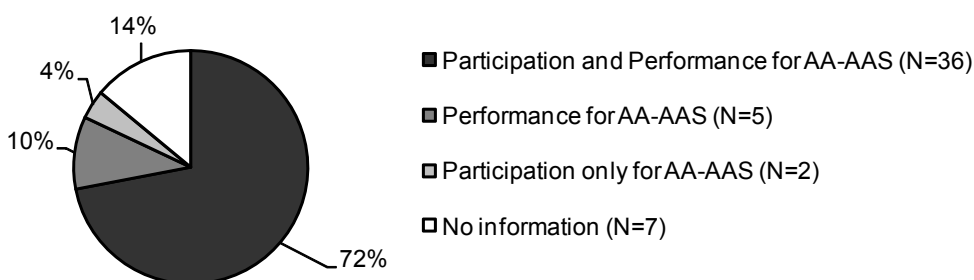 14%
4%
10%
72%
Participation and Performance for AA-AAS (N=36)
Performance for AA-AAS (N=5)
Participation only for AA-AAS (N=2)
No information (N=7)